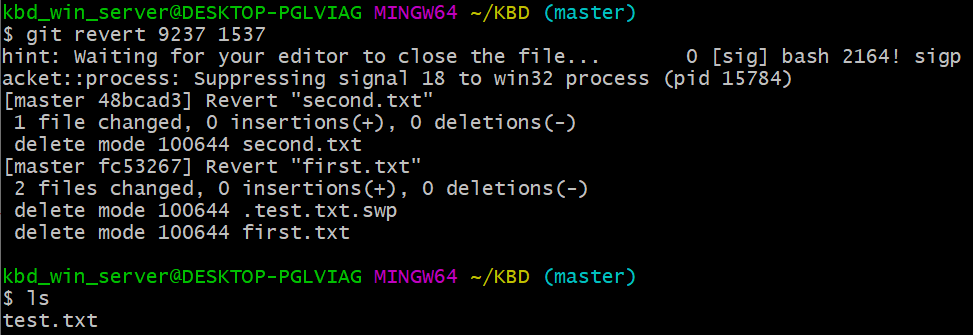 kbd_win_server@DESKTOP-PGLVIAG MINGW64 ~/KBD (master)
$ git revert 9237 1537
hint: Waiting for your editor to close the file...       0 [sig] bash 2164! sigp
acket::process: Suppressing signal 18 to win32 process (pid 15784)
[master 48bcad3] Revert "second.txt"
 1 file changed, 0 insertions(+), 0 deletions(-)
 delete mode 100644 second.txt
[master fc53267] Revert "first.txt"
 2 files changed, 0 insertions(+), 0 deletions(-)
 delete mode 100644 .test.txt.swp
 delete mode 100644 first.txt
kbd_win_server@DESKTOP-PGLVIAG MINGW64 ~/KBD (master)
$ ls
test.txt